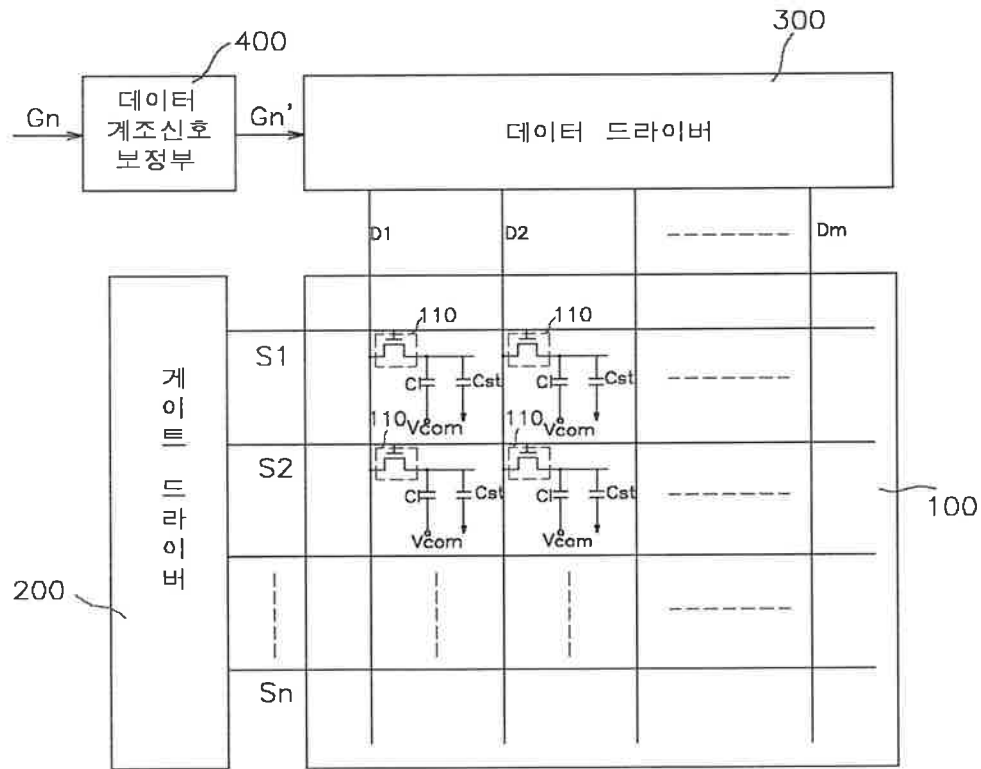 400
300
Gn
데이터
계조신호
보정부
Gn'
데이터 드라이버
D1
D2
Dm
110
110
S1
Cl
Cst
Cl
Cst
110
Vcom
110
Vcom
S2
Cl
Cst
Cl
Cst
Vcom
Vcom
게이트 드라이버
100
200
Sn